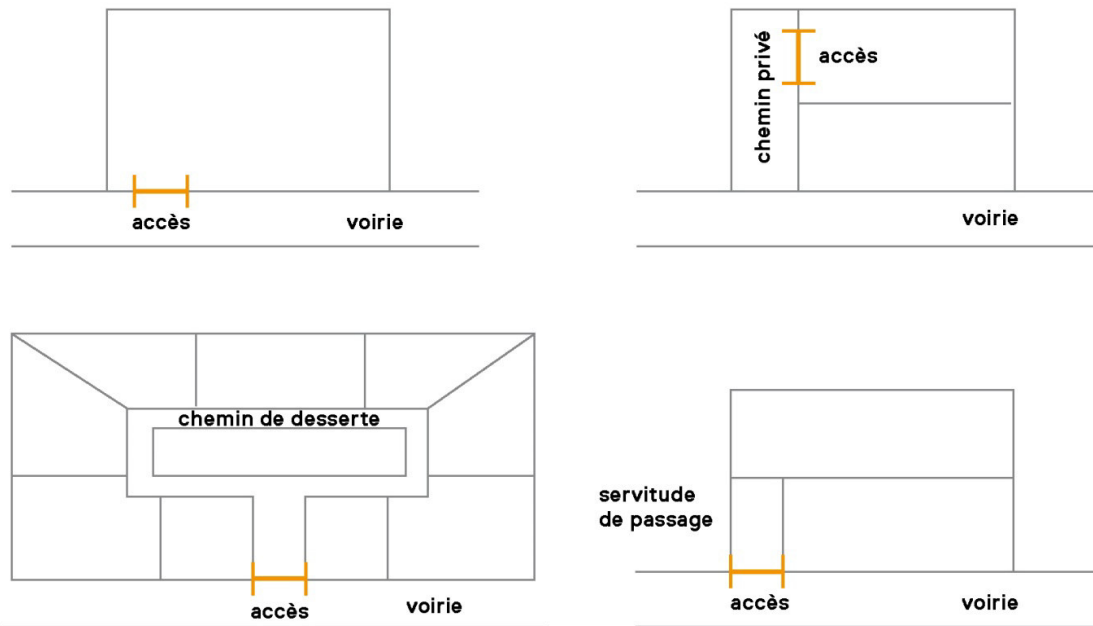 accès
voirie
chemin privé
accès
voirie
chemin de desserte
accès
voirie
servitude
de passage
accès
voirie